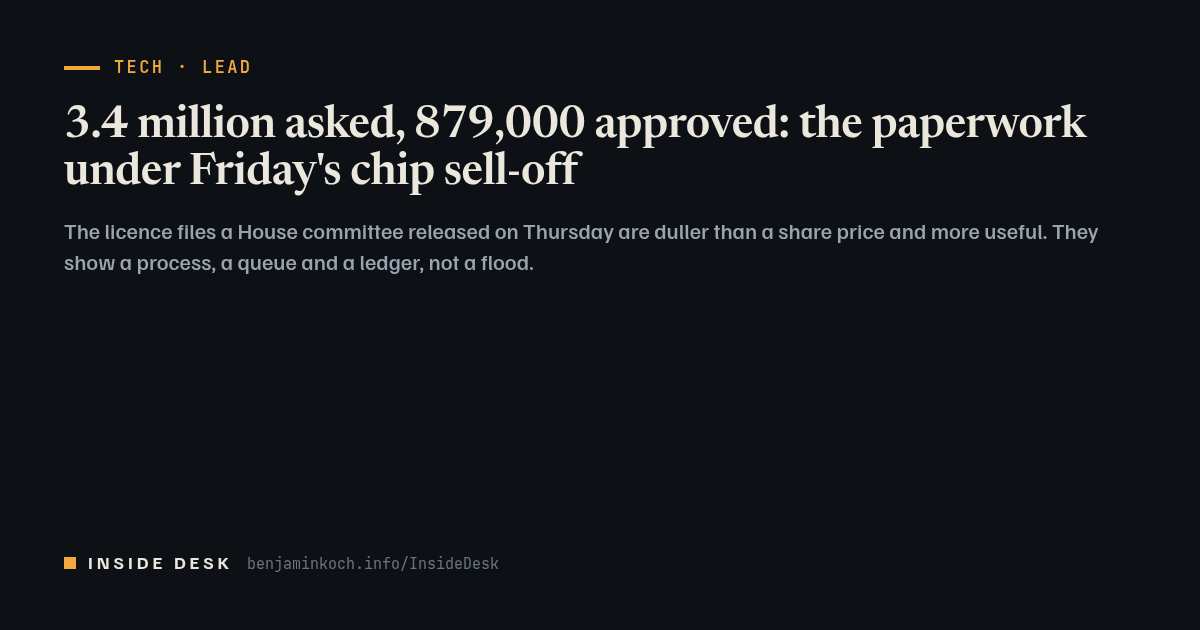 TECH · LEAD
3.4 million asked, 879,000 approved: the paperwork
under Friday's chip sell-off
The licence files a House committee released on Thursday are duller than a share price and more useful. They
show a process, a queue and a ledger, not a flood.
INSIDE DESK benjaminkoch.info/InsideDesk